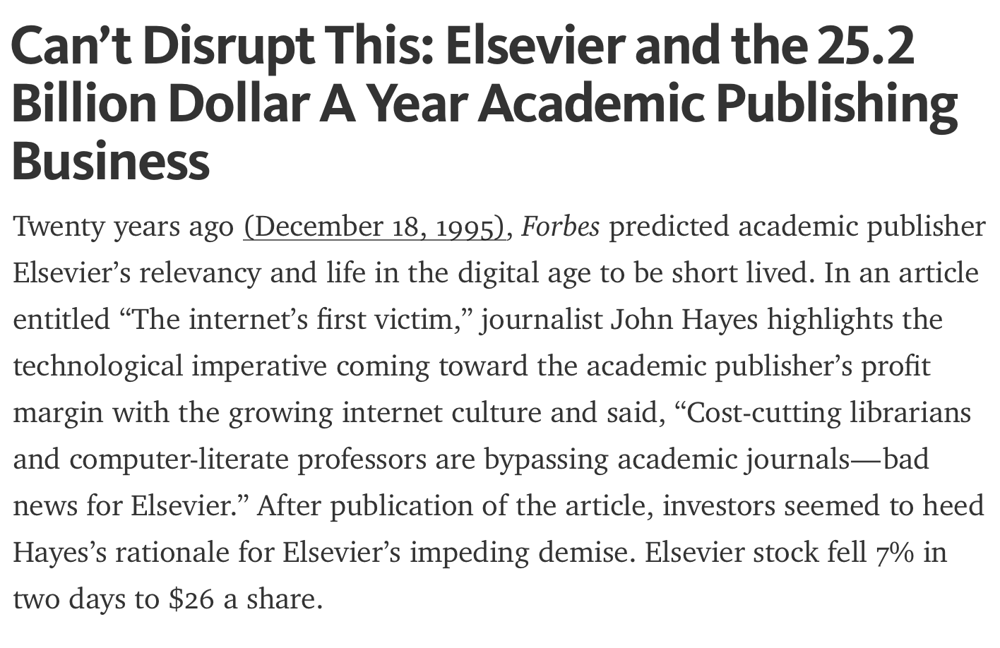 Can’t Disrupt This: Elsevier and the 25.2
Billion Dollar A Year Academic Publishing
Business
Twenty years ago (December 18, 1995), Forbes predicted academic publisher
Elsevier’s relevancy and life in the digital age to be short lived. In an article
entitled “The internet’s first victim,” journalist John Hayes highlights the
technological imperative coming toward the academic publisher’s profit
margin with the growing internet culture and said, “Cost-cutting librarians
and computer-literate professors are bypassing academic journals—bad
news for Elsevier.” After publication of the article, investors seemed to heed
Hayes’s rationale for Elsevier’s impeding demise. Elsevier stock fell 7% in
two days to $26 a share.